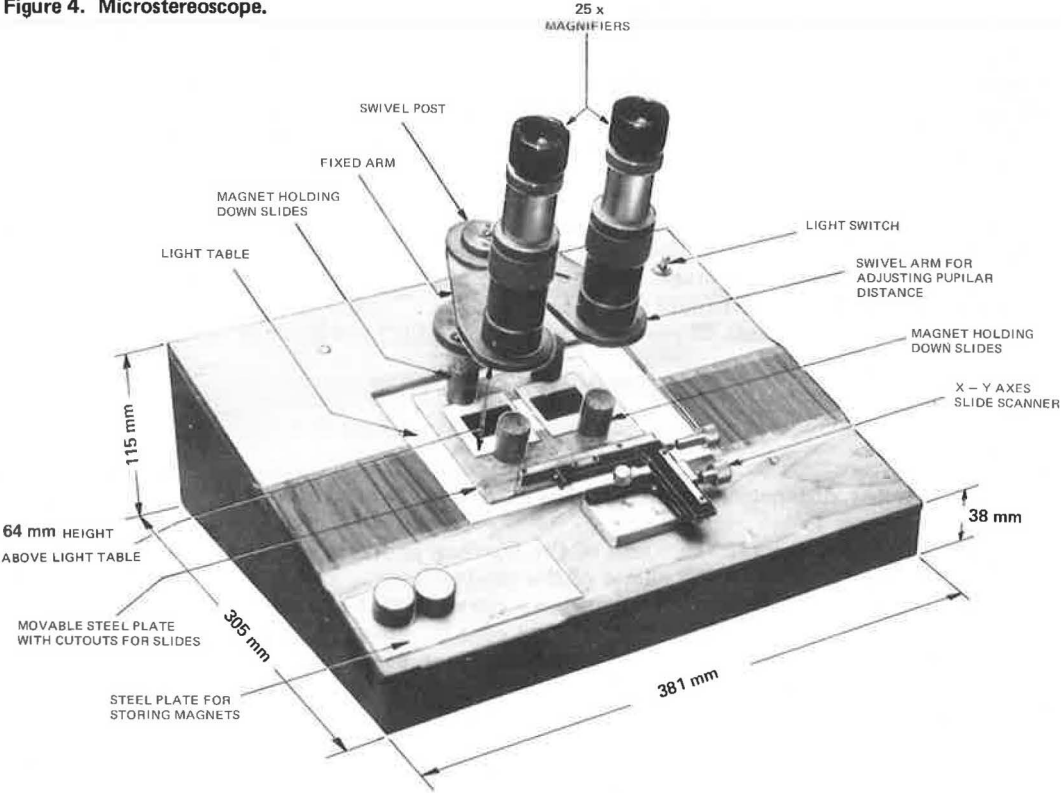 Figure 4. Microstereoscope.
25 x
MAGNIFIERS
SWIVEL POST
FIXED ARM
MAGNET HOLDING
DOWN SLIDES
LIGHT TABLE
LIGHT SWITCH
SWIVEL ARM FOR
ADJUSTING PUPILAR
DISTANCE
MAGNET HOLDING
DOWN SLIDES
X – Y AXES
SLIDE SCANNER
115 mm
64 mm HEIGHT
ABOVE LIGHT TABLE
38 mm
MOVABLE STEEL PLATE
WITH CUTOUTS FOR SLIDES
305 mm
381 mm
STEEL PLATE FOR
STORING MAGNETS